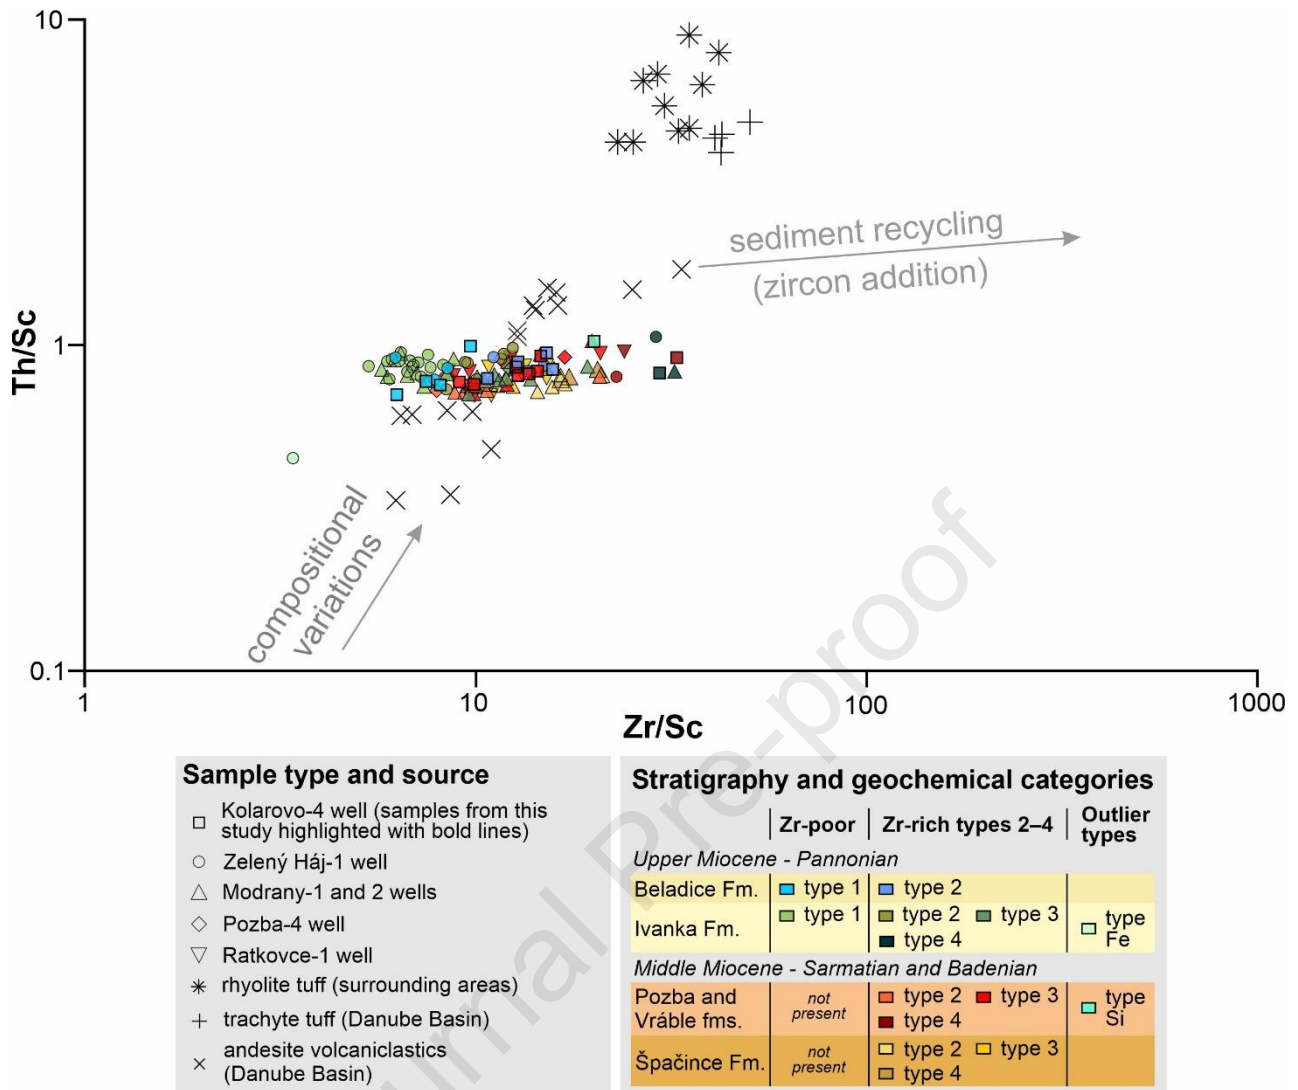 10
1
0.1
1
10
100
1000
Th/Sc
Zr/Sc
sediment recycling
(zircon addition)
compositional
variations
urnal Pre-proof
Sample type and source
Kolarovo-4 well (samples from this
study highlighted with bold lines)
Zelený Háj-1 well
Modrany-1 and 2 wells
Pozba-4 well
Ratkovce-1 well
rhyolite tuff (surrounding areas)
trachyte tuff (Danube Basin)
andesite volcaniclastics
(Danube Basin)
Stratigraphy and geochemical categories
Zr-poor Zr-rich types 2–4 Outlier
types
Upper Miocene - Pannonian
Beladice Fm. type 1 type 2
Ivanka Fm. type 1 type 2 type 3 type
Fe
type 4
Middle Miocene - Sarmatian and Badenian
Pozba and
Vráble fms. not
present type 2 type 3 type
Si
type 4
Špačince Fm. not
present type 2 type 3
type 4